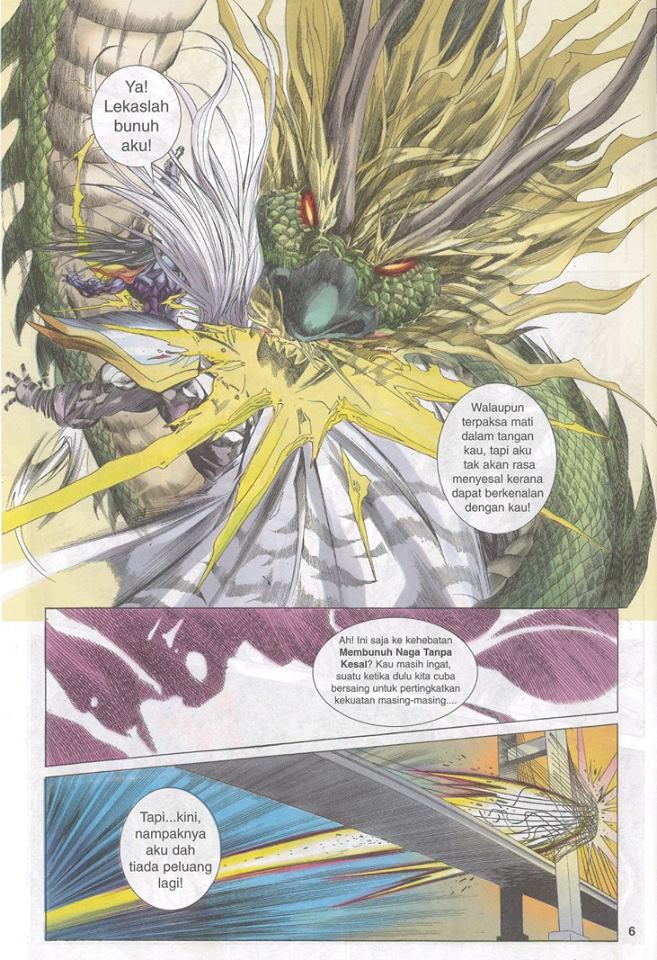 Ya!
Lekaslah
bunuh
aku!
Walaupun
terpaksa mati
dalam tangan
kau, tapi aku
tak akan rasa
menyesal kerana
dapat berkenalan
dengan kau!
Ah! Ini saja ke kehebatan
Membunuh Naga Tanpa
Kesal? Kau masih ingat,
suatu ketika dulu kita cuba
bersaing untuk pertingkatkan
kekuatan masing-masing....
Tapi...kini,
nampaknya
aku dah
tiada peluang
lagi!
6